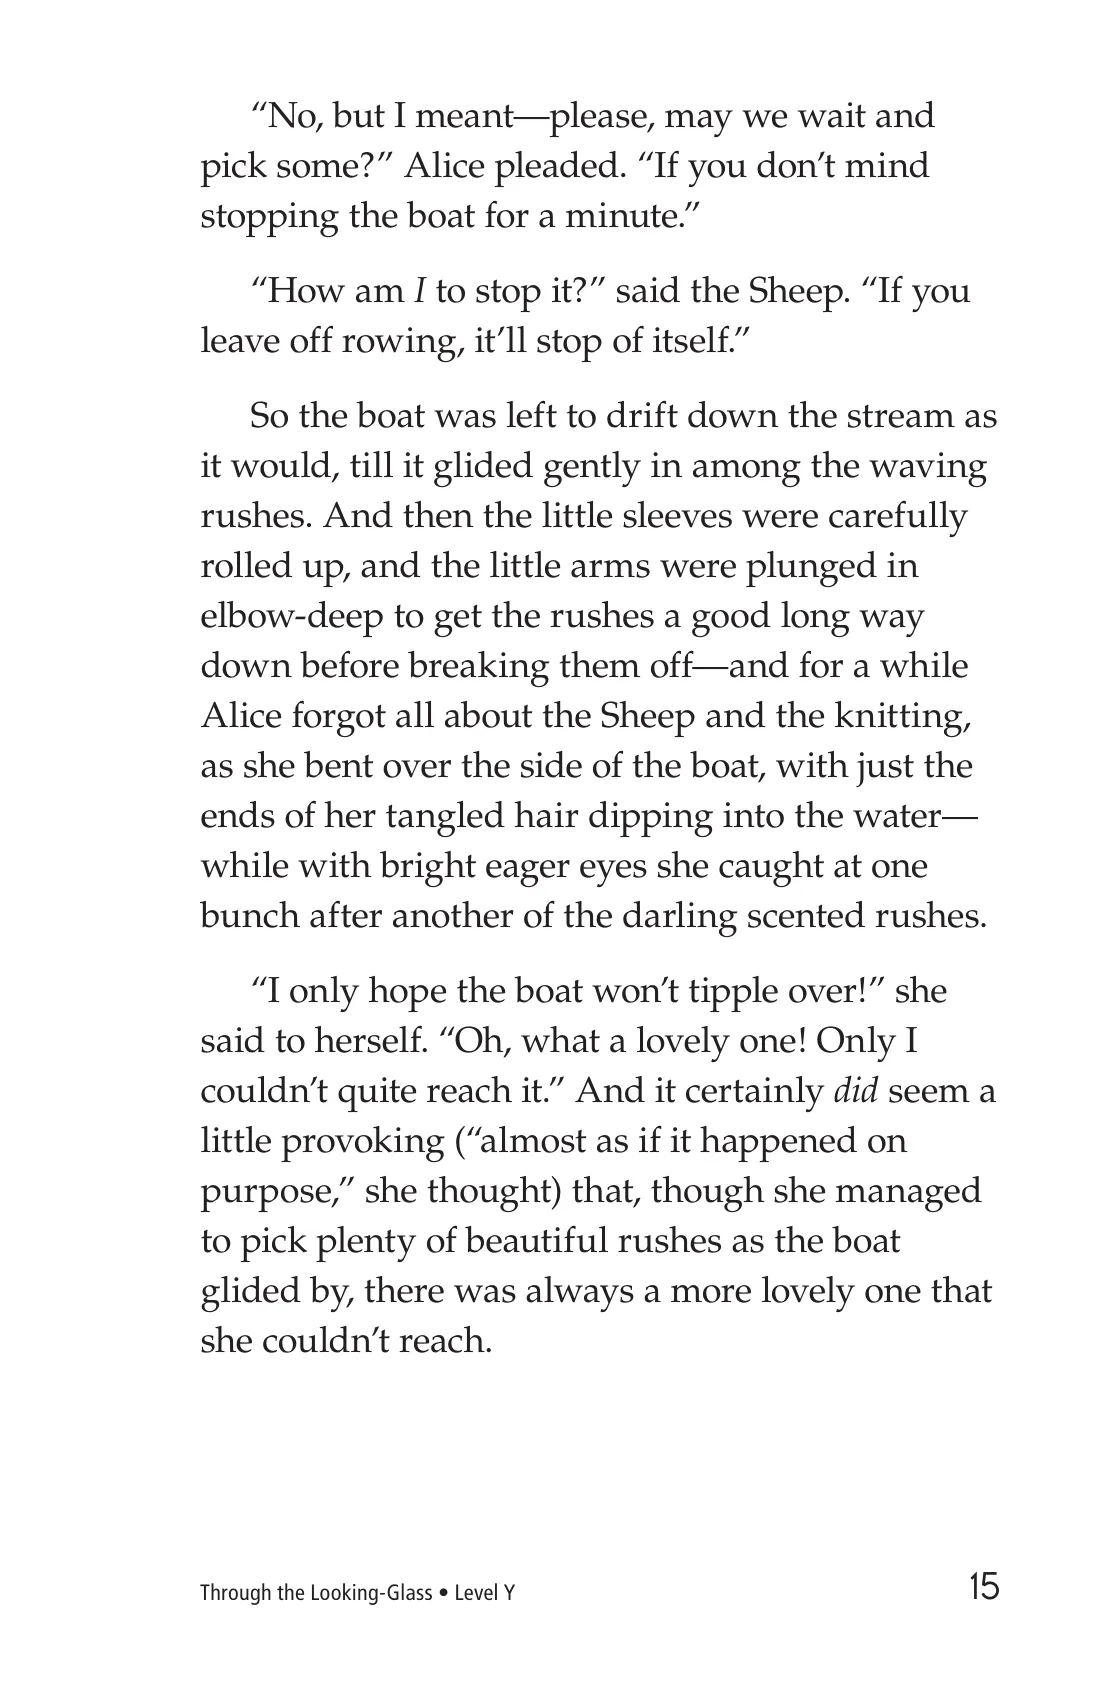 “No, but I meant—please, may we wait and
pick some?” Alice pleaded. “If you don’t mind
stopping the boat for a minute.”
“How am I to stop it?” said the Sheep. “If you
leave off rowing, it’ll stop of itself.”
So the boat was left to drift down the stream as
it would, till it glided gently in among the waving
rushes. And then the little sleeves were carefully
rolled up, and the little arms were plunged in
elbow-deep to get the rushes a good long way
down before breaking them off—and for a while
Alice forgot all about the Sheep and the knitting,
as she bent over the side of the boat, with just the
ends of her tangled hair dipping into the water—
while with bright eager eyes she caught at one
bunch after another of the darling scented rushes.
“I only hope the boat won’t tipple over!” she
said to herself. “Oh, what a lovely one! Only I
couldn’t quite reach it.” And it certainly did seem a
little provoking (“almost as if it happened on
purpose,” she thought) that, though she managed
to pick plenty of beautiful rushes as the boat
glided by, there was always a more lovely one that
she couldn’t reach.
Through the Looking-Glass • Level Y
15